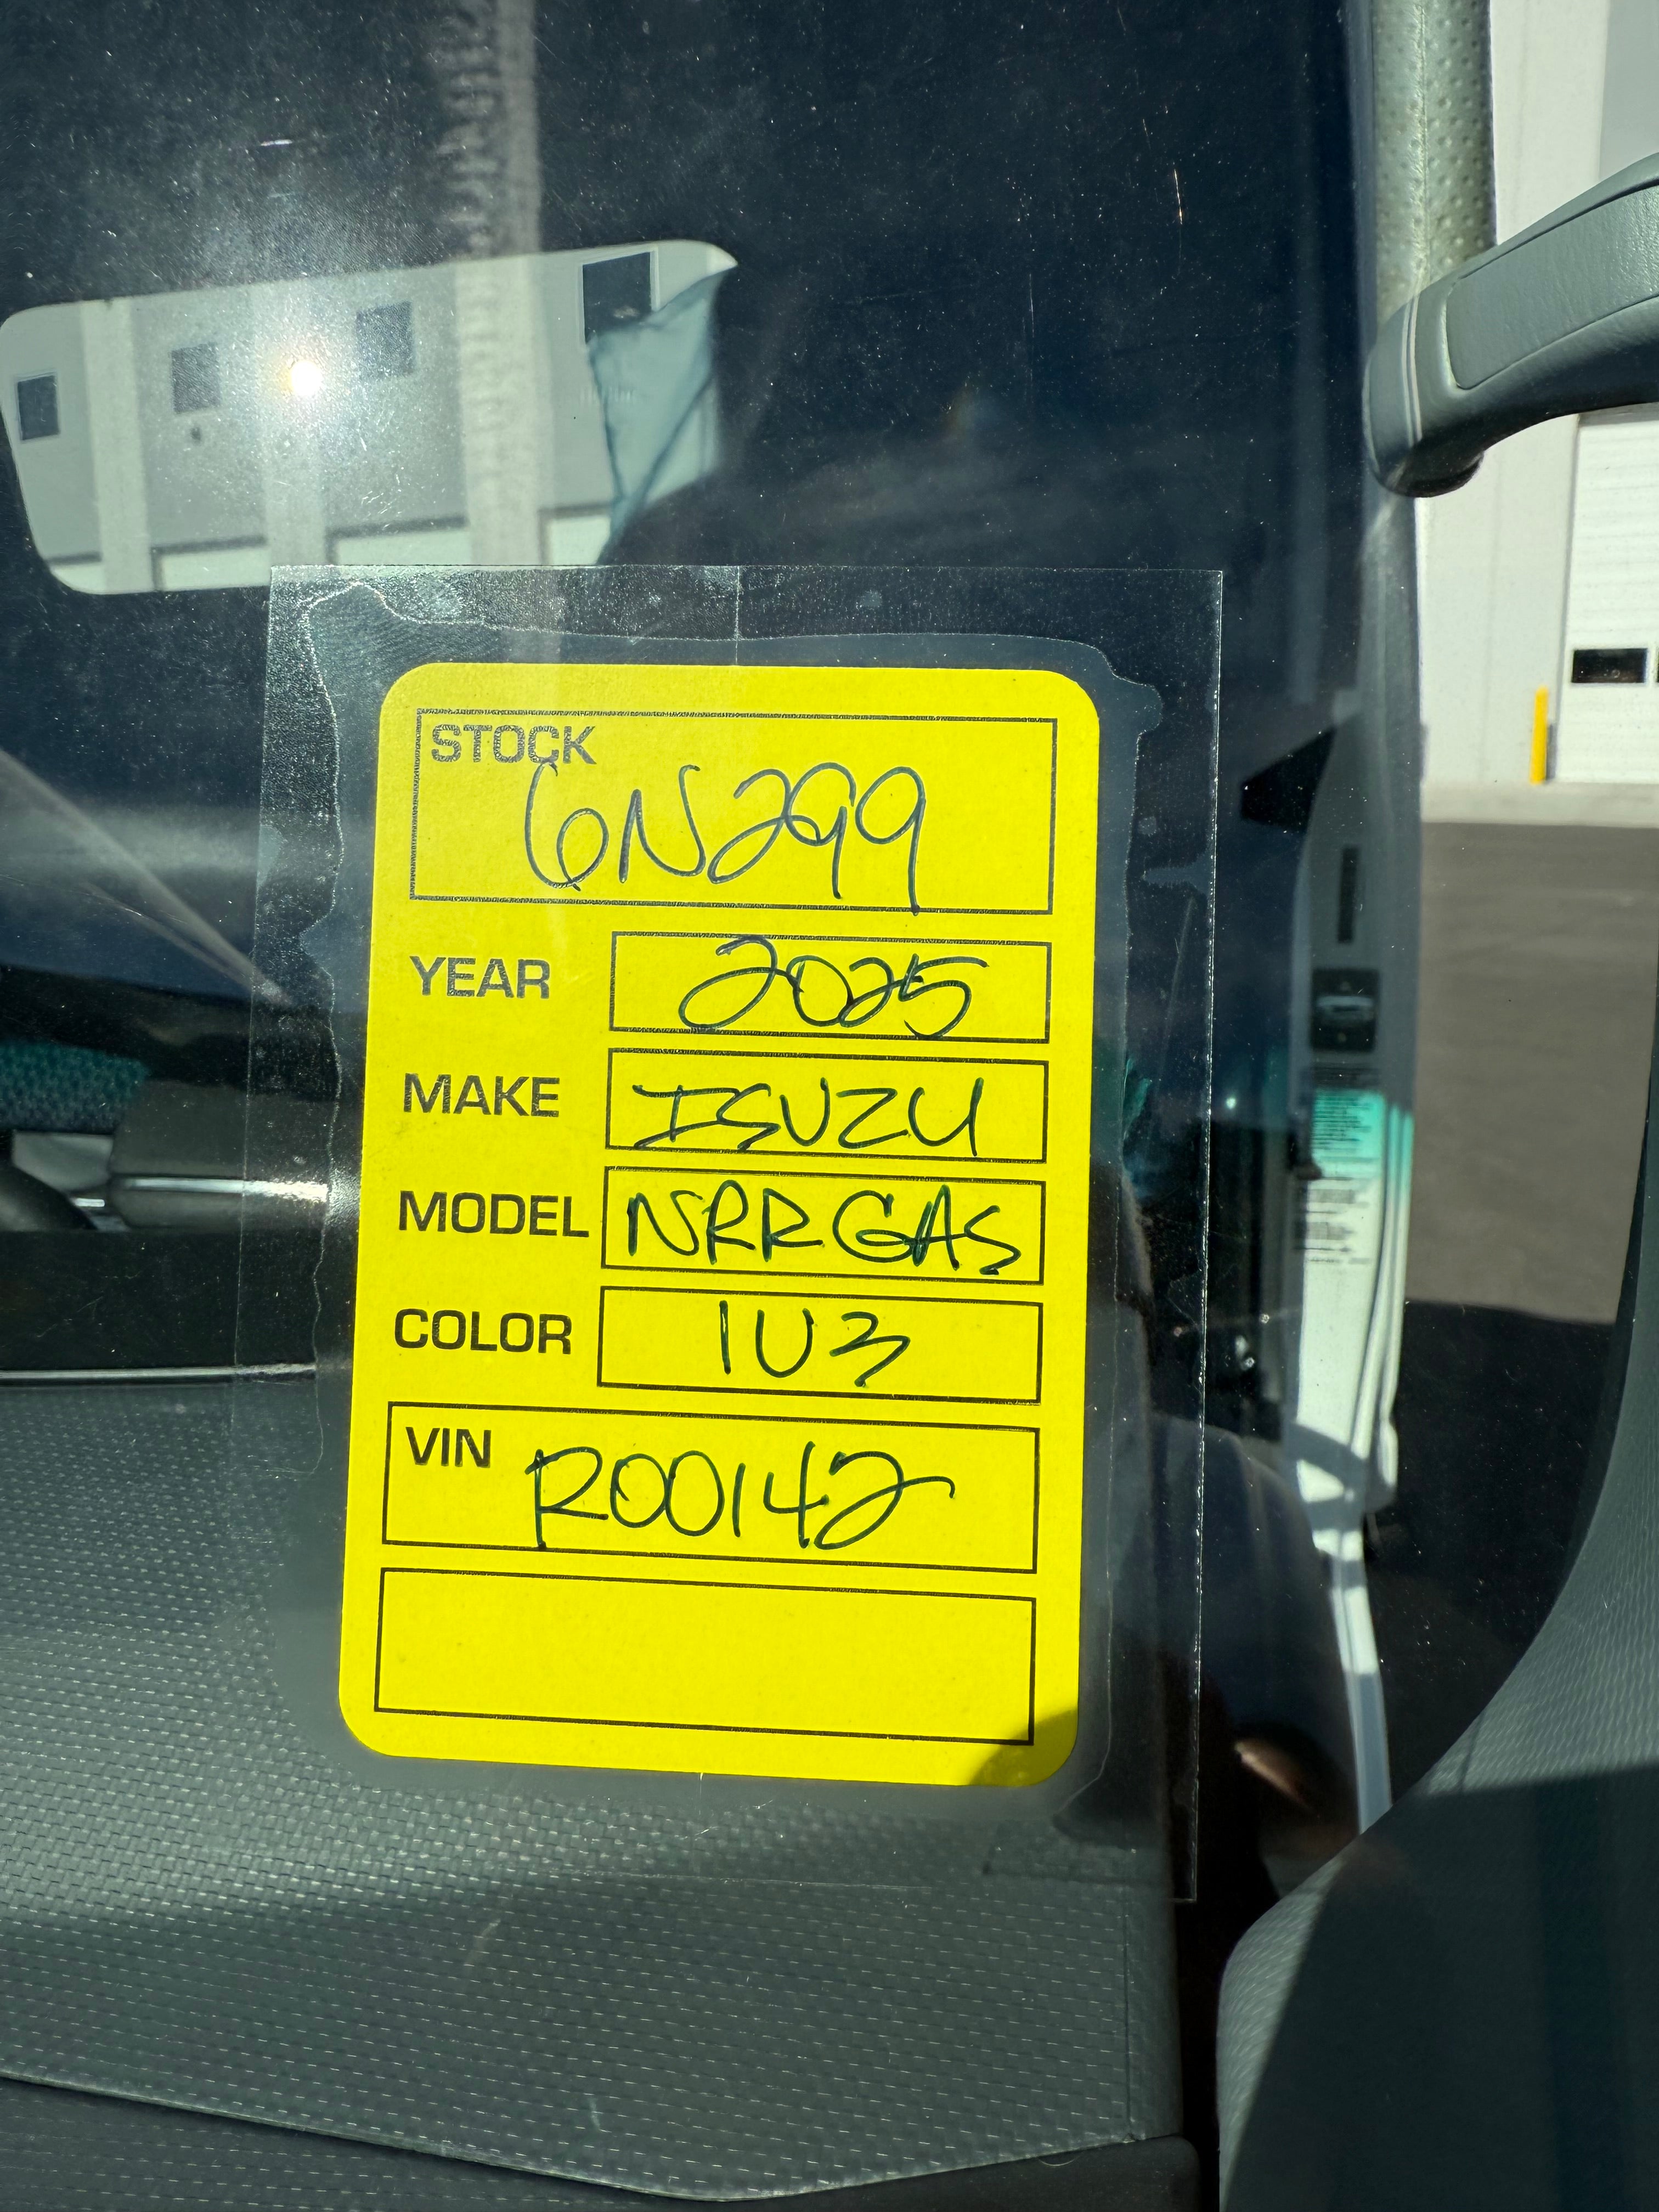 STOCK
6N299
YEAR 2025
MAKE ISUZU
MODEL NRR GAS
COLOR 1U3
VIN R00142